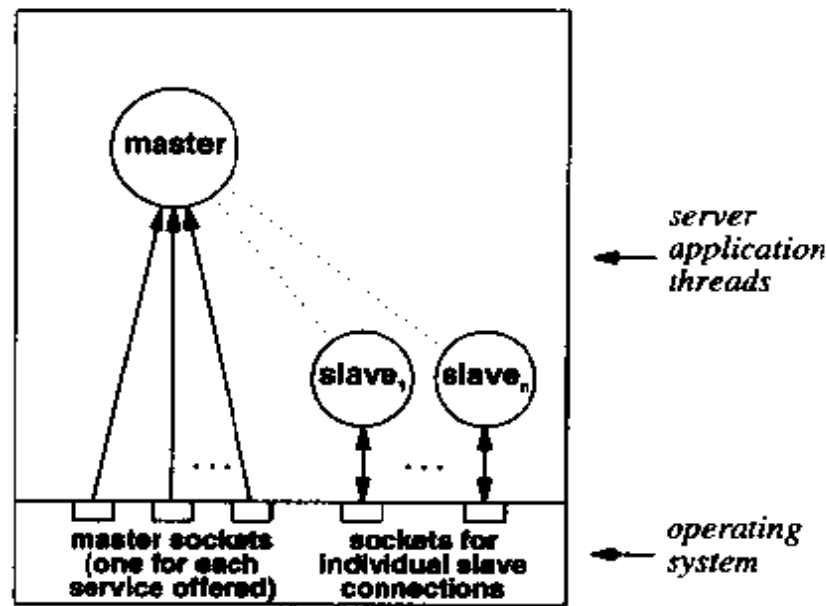 master
server
application
threads
slave₁
slaveₙ
...
...
master sockets
(one for each
service offered)
sockets for
individual slave
connections
operating
system